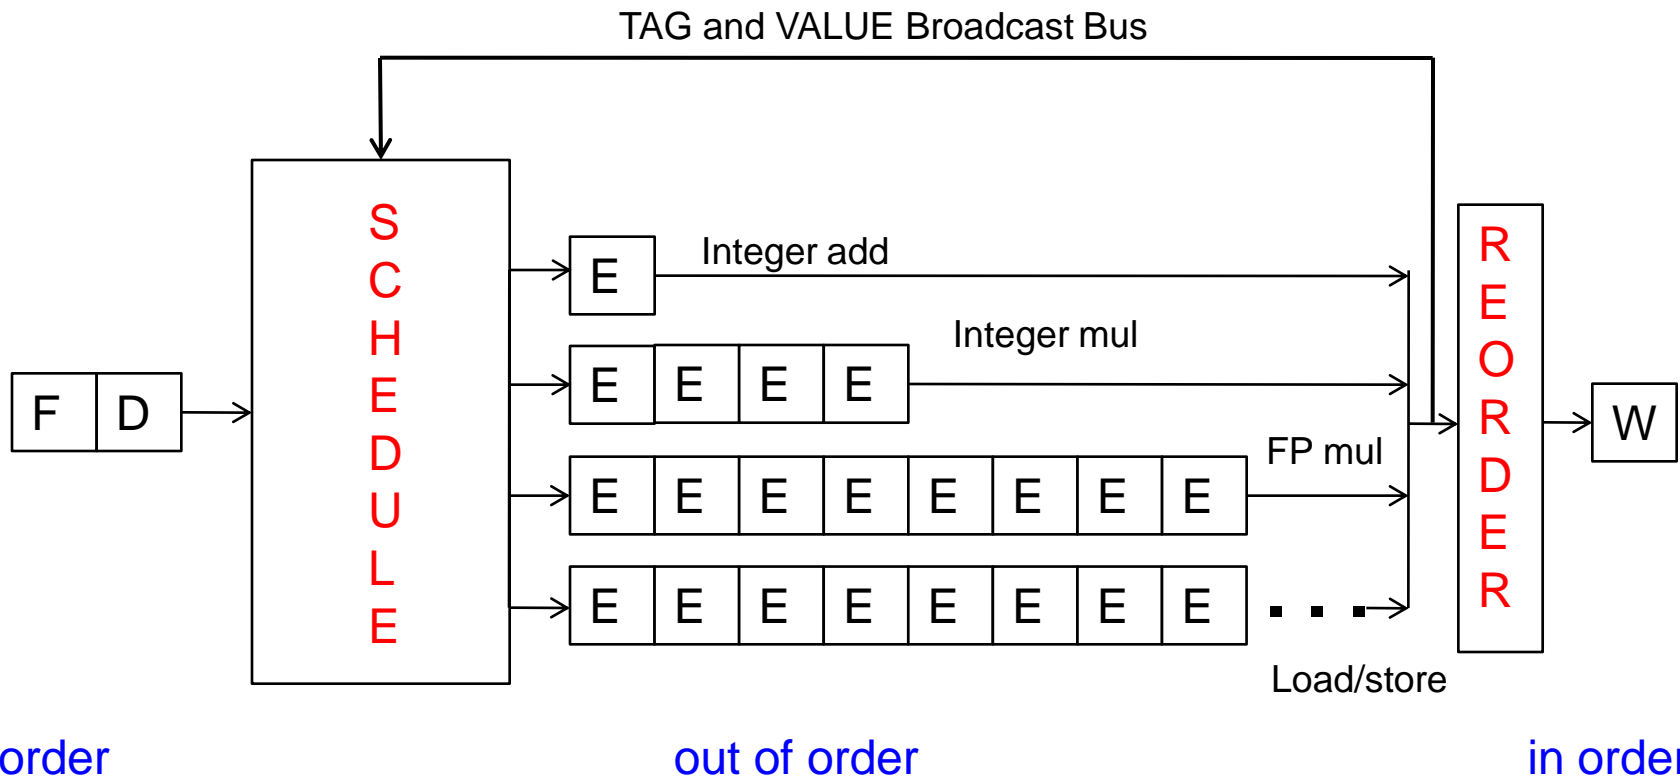 TAG and VALUE Broadcast Bus
S
C
H
E
D
U
L
E
F D
E
Integer add
E E E E
Integer mul
E E E E E E E E
FP mul
E E E E E E E E . . .
Load/store
R
E
O
R
D
E
R
W
order
out of order
in order